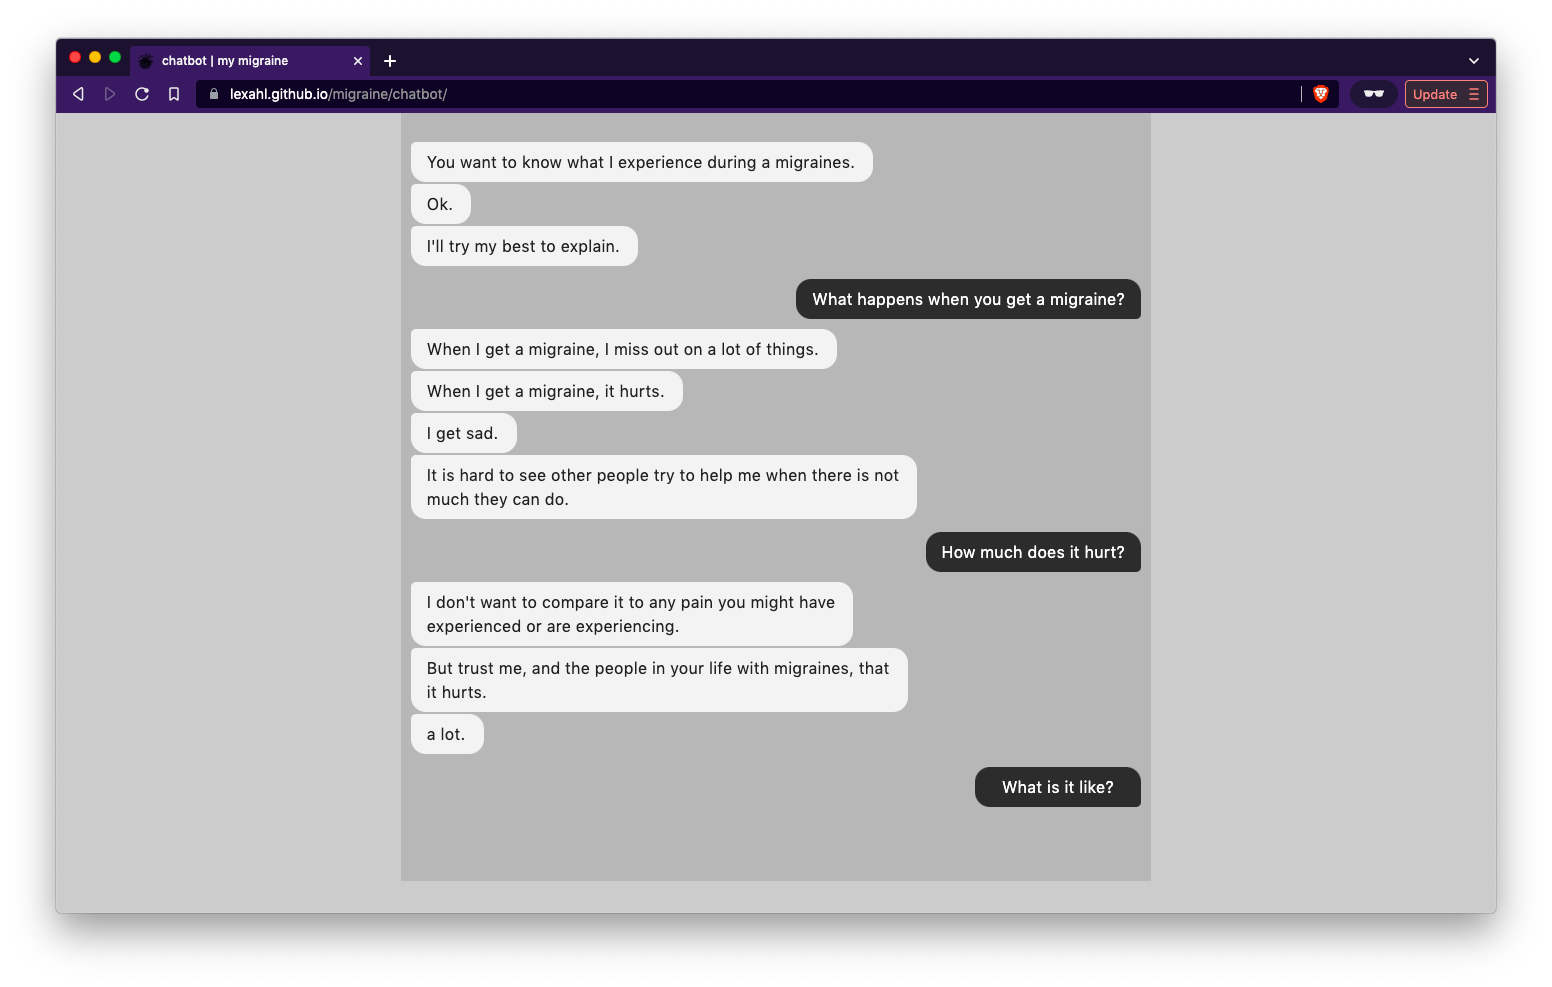 chatbot | my migraine
lexahl.github.io/migraine/chatbot/
Update
You want to know what I experience during a migraines.
Ok.
I'll try my best to explain.
What happens when you get a migraine?
When I get a migraine, I miss out on a lot of things.
When I get a migraine, it hurts.
I get sad.
It is hard to see other people try to help me when there is not
much they can do.
How much does it hurt?
I don't want to compare it to any pain you might have
experienced or are experiencing.
But trust me, and the people in your life with migraines, that
it hurts.
a lot.
What is it like?